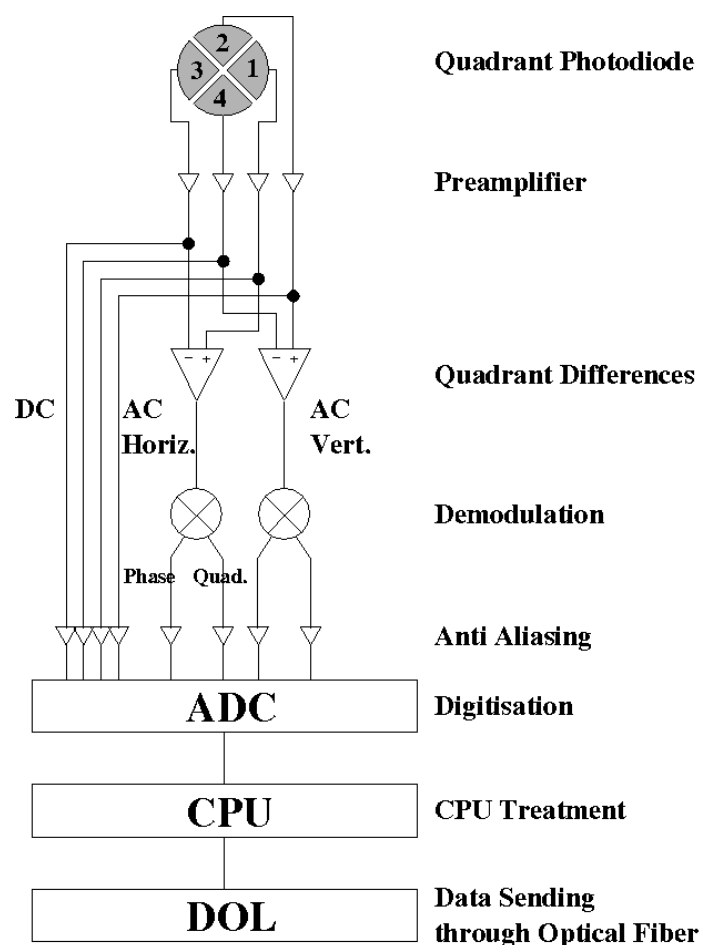 2
3 1
4
Quadrant Photodiode
Preamplifier
− + − +
Quadrant Differences
DC
AC
Horiz.
AC
Vert.
Demodulation
Phase Quad.
Anti Aliasing
ADC
Digitisation
CPU
CPU Treatment
DOL
Data Sending
through Optical Fiber